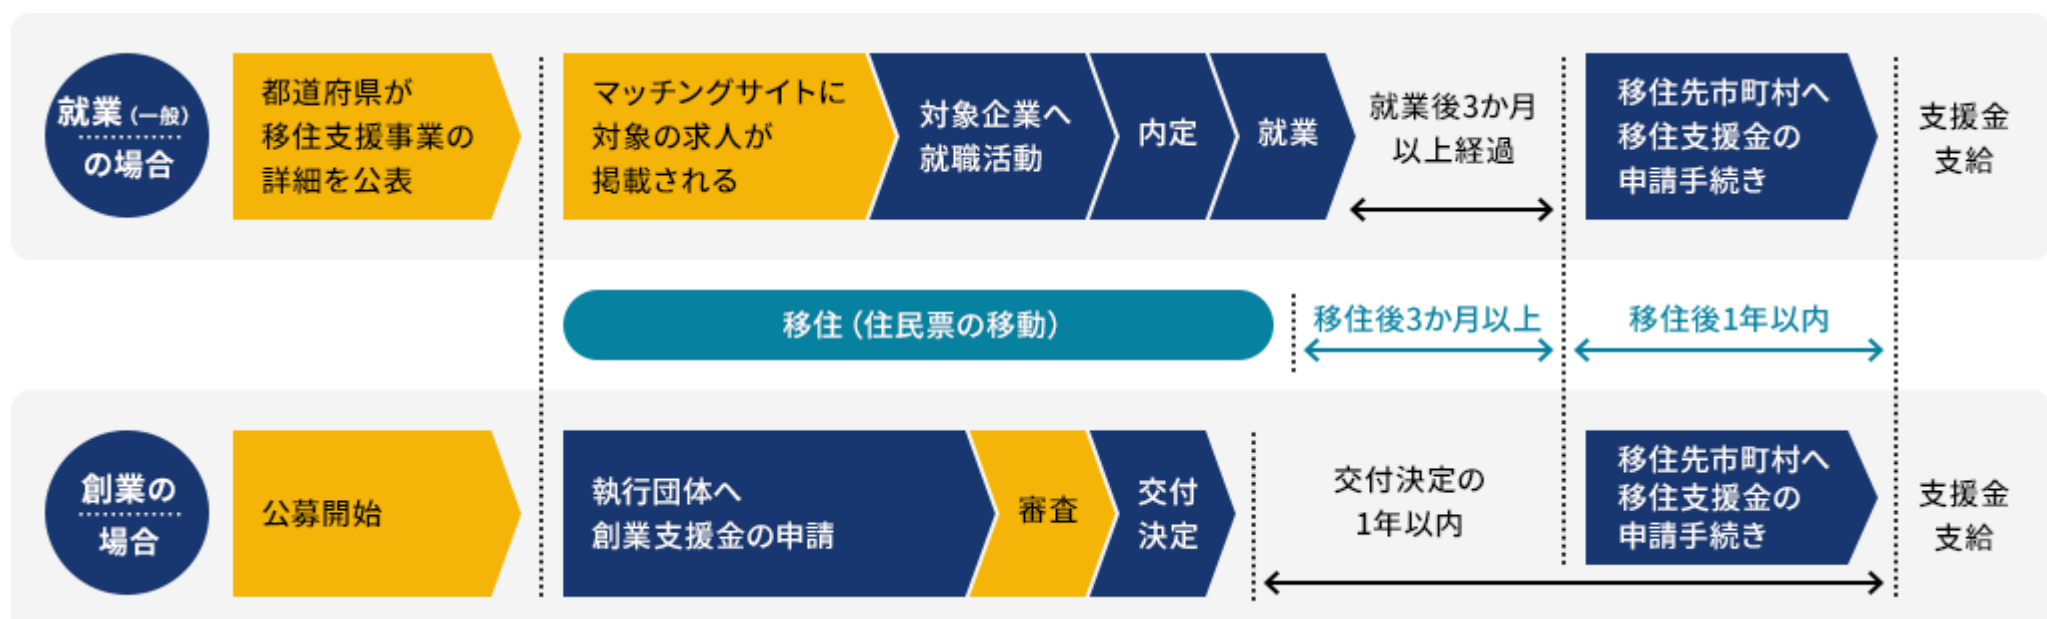 就業（一般）
の場合
都道府県が
移住支援事業の
詳細を公表
マッチングサイトに
対象の求人が
掲載される
対象企業へ
就職活動
内定
就業
就業後3か月
以上経過
移住先市町村へ
移住支援金の
申請手続き
支援金
支給
移住（住民票の移動）
移住後3か月以上
移住後1年以内
創業の
場合
公募開始
執行団体へ
創業支援金の申請
審査
交付
決定
交付決定の
1年以内
移住先市町村へ
移住支援金の
申請手続き
支援金
支給